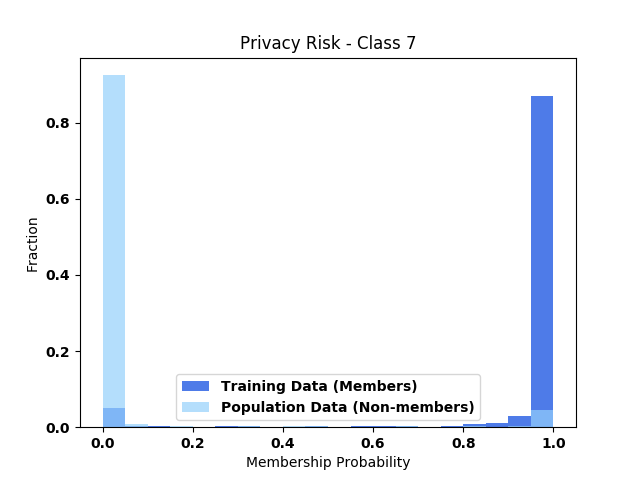 Privacy Risk - Class 7
Fraction
0.8
0.6
0.4
0.2
0.0
Training Data (Members)
Population Data (Non-members)
0.0 0.2 0.4 0.6 0.8 1.0
Membership Probability